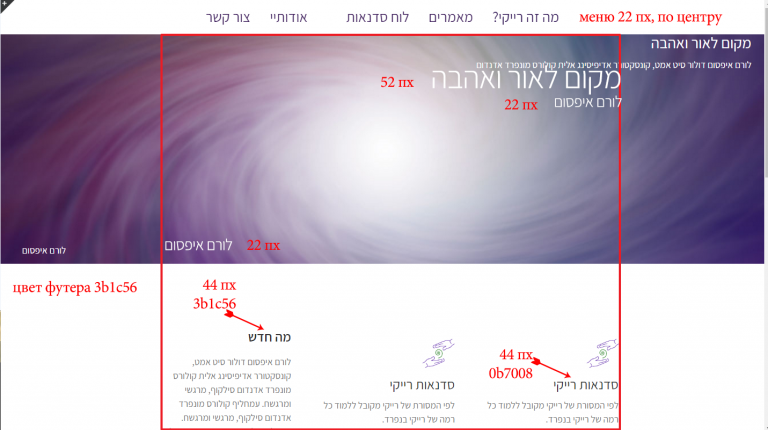 מה זה רייקי? מאמרים לוח סדנאות אודותיי צור קשר
меню 22 пх, по центру
מקום לאור ואהבה
לורם איפסום דולור סיט אמט, קונסקטורר אדיפיסינג אלית קולורס מונפרד אדנדום
מקום לאור ואהבה
52 пх
לורם איפסום
22 пх
לורם איפסום
22 пх
לורם איפסום
цвет футера 3b1c56
44 пх
3b1c56
מה חדש
לורם איפסום דולור סיט אמט,
קונסקטורר אדיפיסינג אלית קולורס
מונפרד אדנדום סילקוף, מרגשי
ומרגשח. עמחליף קולורס מונפרד
אדנדום סילקוף, מרגשי ומרגשח.
44 пх
0b7008
סדנאות רייקי
לפי המסורת של רייקי מקובל ללמוד כל
רמה של רייקי בנפרד.
סדנאות רייקי
לפי המסורת של רייקי מקובל ללמוד כל
רמה של רייקי בנפרד.